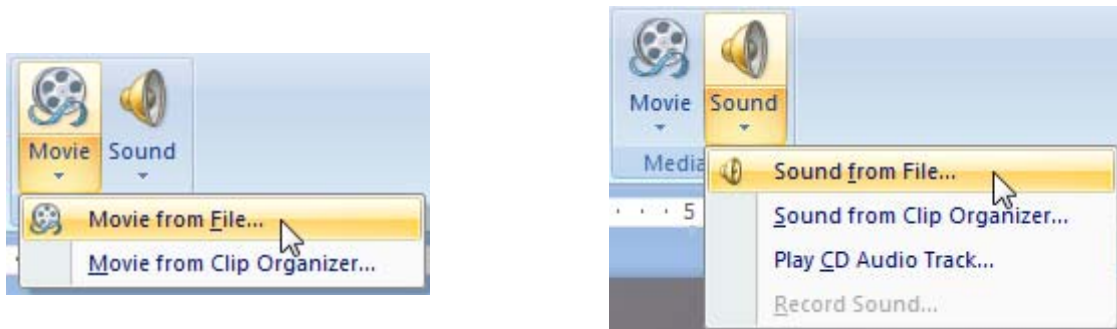 Movie Sound
Movie from File...
Movie from Clip Organizer...
Movie Sound
Media
5
Sound from File...
Sound from Clip Organizer...
Play CD Audio Track...
Record Sound...